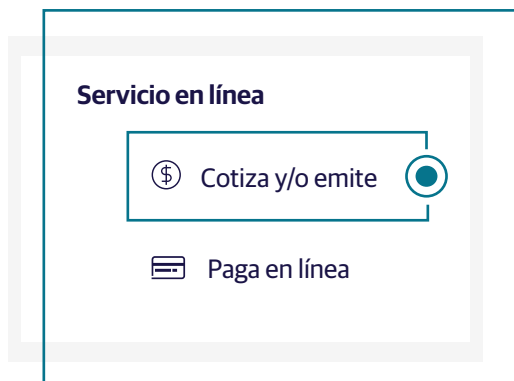 Servicio en línea
Cotiza y/o emite
Paga en línea